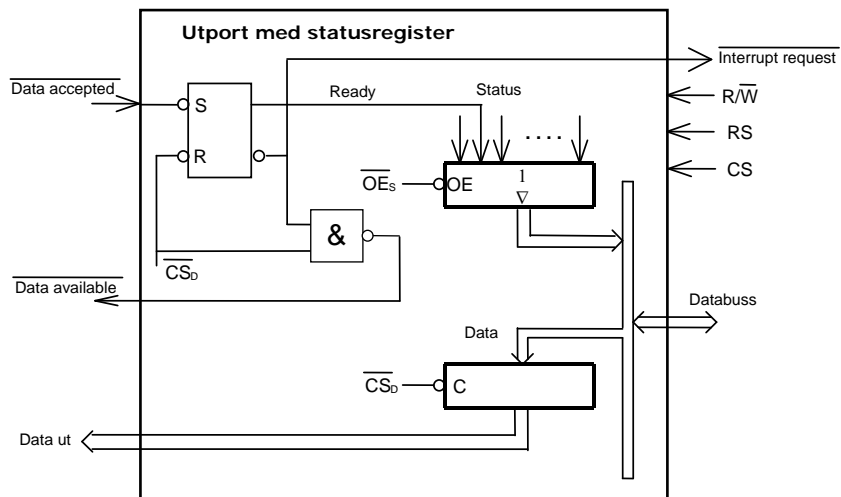 Utport med statusregister
Interrupt request
Data accepted
Ready
Status
R/W
S
....
RS
R
OEs
OE
1
∇
CS
&
CSD
Data available
Databuss
Data
CSD
C
Data ut